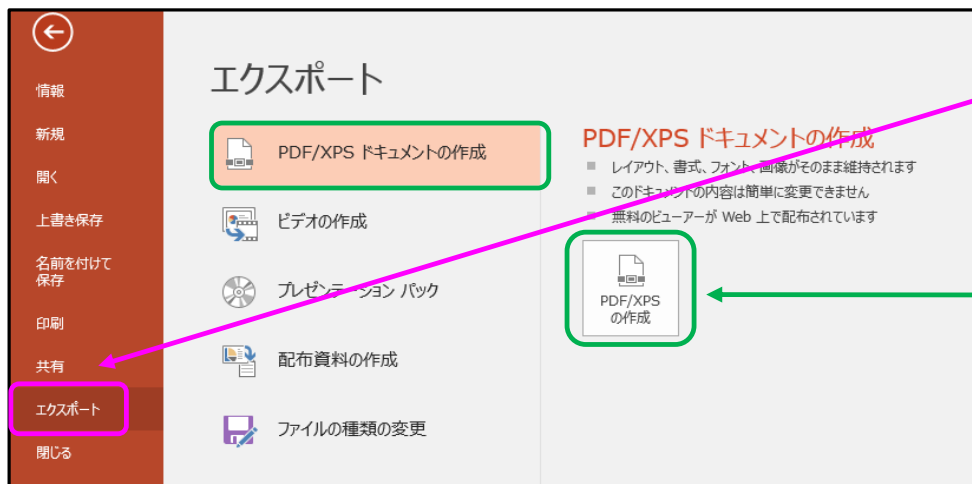 情報
新規
開く
上書き保存
名前を付けて
保存
印刷
共有
エクスポート
閉じる
エクスポート
PDF/XPS ドキュメントの作成
ビデオの作成
プレゼンテーション パック
配布資料の作成
ファイルの種類の変更
PDF/XPS ドキュメントの作成
レイアウト、書式、フォント、画像がそのまま維持されます
このドキュメントの内容は簡単に変更できません
無料のビューアーが Web 上で配布されています
PDF/XPS
の作成